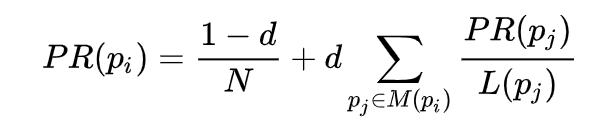 PR(p_i) = \frac{1 - d}{N} + d \sum_{p_j \in M(p_i)} \frac{PR(p_j)}{L(p_j)}